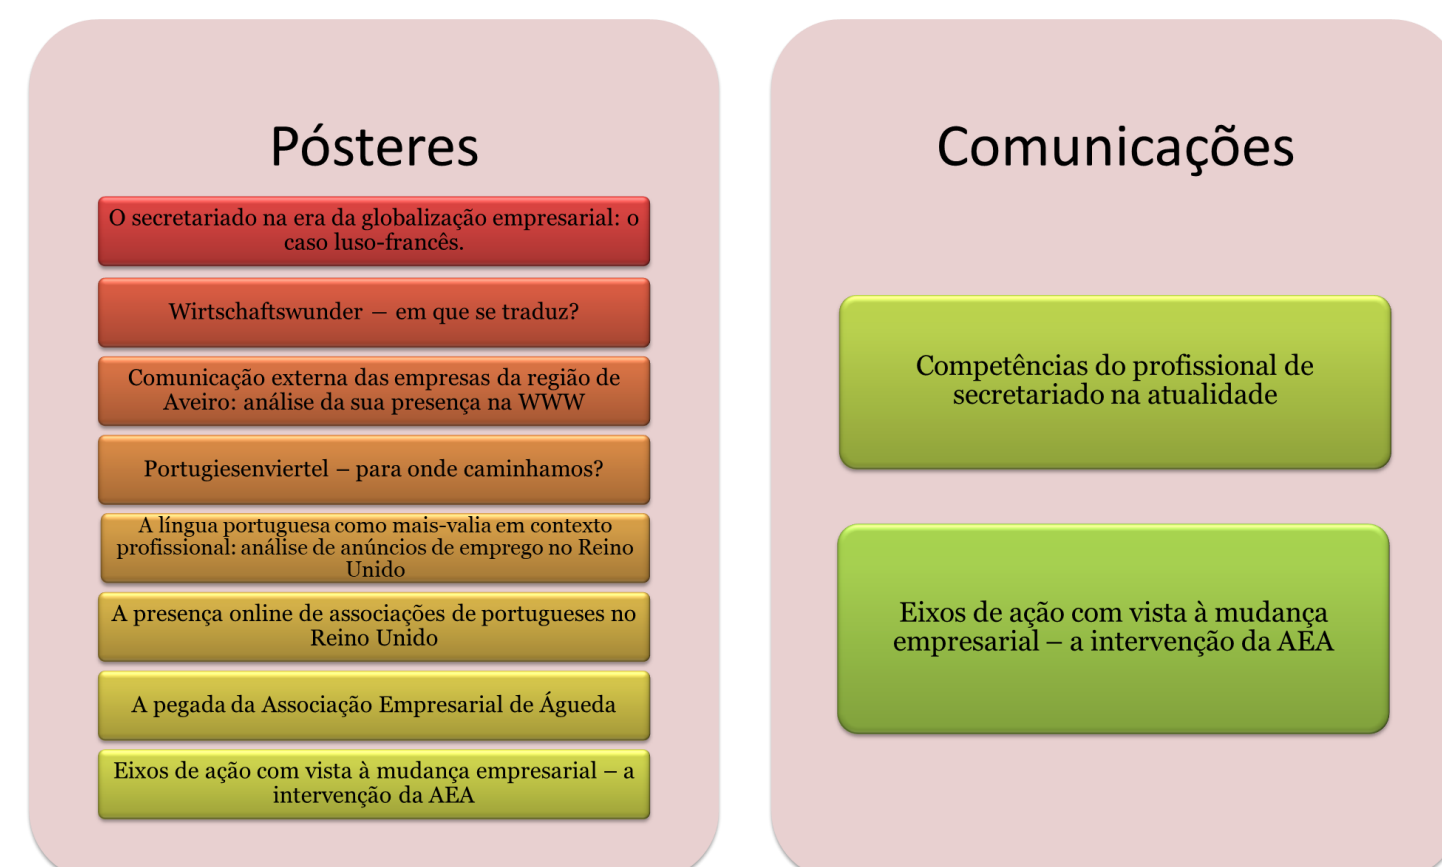 Pósteres
O secretariado na era da globalização empresarial: o
caso luso-francês.
Wirtschaftswunder – em que se traduz?
Comunicação externa das empresas da região de
Aveiro: análise da sua presença na WWW
Portugiesenviertel – para onde caminhamos?
A língua portuguesa como mais-valia em contexto
profissional: análise de anúncios de emprego no Reino
Unido
A presença online de associações de portugueses no
Reino Unido
A pegada da Associação Empresarial de Águeda
Eixos de ação com vista à mudança empresarial – a
intervenção da AEA
Comunicações
Competências do profissional de
secretariado na atualidade
Eixos de ação com vista à mudança
empresarial – a intervenção da AEA